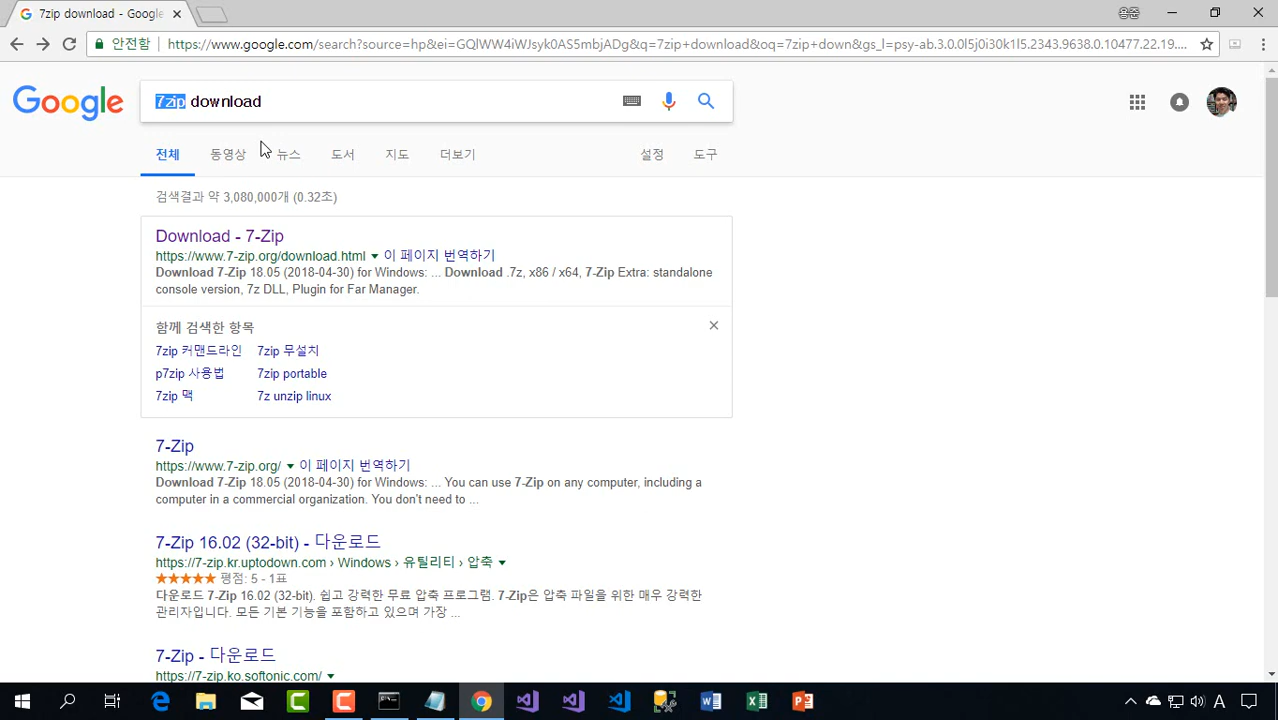 7zip download - Google
용준
안전함
https://www.google.com/search?source=hp&ei=GQlWW4iWJsyk0AS5mbjADg&q=7zip+download&oq=7zip+down&gs_l=psy-ab.3.0.0l5j0i30k1l5.2343.9638.0.10477.22.19....
Google
7zip download
전체 동영상 뉴스 도서 지도 더보기 설정 도구
검색결과 약 3,080,000개 (0.32초)
Download - 7-Zip
https://www.7-zip.org/download.html ▼ 이 페이지 번역하기
Download 7-Zip 18.05 (2018-04-30) for Windows: ... Download .7z, x86 / x64, 7-Zip Extra: standalone
console version, 7z DLL, Plugin for Far Manager.
함께 검색한 항목
7zip 커맨드라인 7zip 무설치
p7zip 사용법 7zip portable
7zip 맥 7z unzip linux
7-Zip
https://www.7-zip.org/ ▼ 이 페이지 번역하기
Download 7-Zip 18.05 (2018-04-30) for Windows: ... You can use 7-Zip on any computer, including a
computer in a commercial organization. You don't need to ...
7-Zip 16.02 (32-bit) - 다운로드
https://7-zip.kr.uptodown.com › Windows › 유틸리티 › 압축 ▼
★★★★★ 평점: 5 - 1표
다운로드 7-Zip 16.02 (32-bit). 쉽고 강력한 무료 압축 프로그램. 7-Zip은 압축 파일을 위한 매우 강력한
관리자입니다. 모든 기본 기능을 포함하고 있으며 가장 ...
7-Zip - 다운로드
https://7-zip.ko.softonic.com/ ▼
A